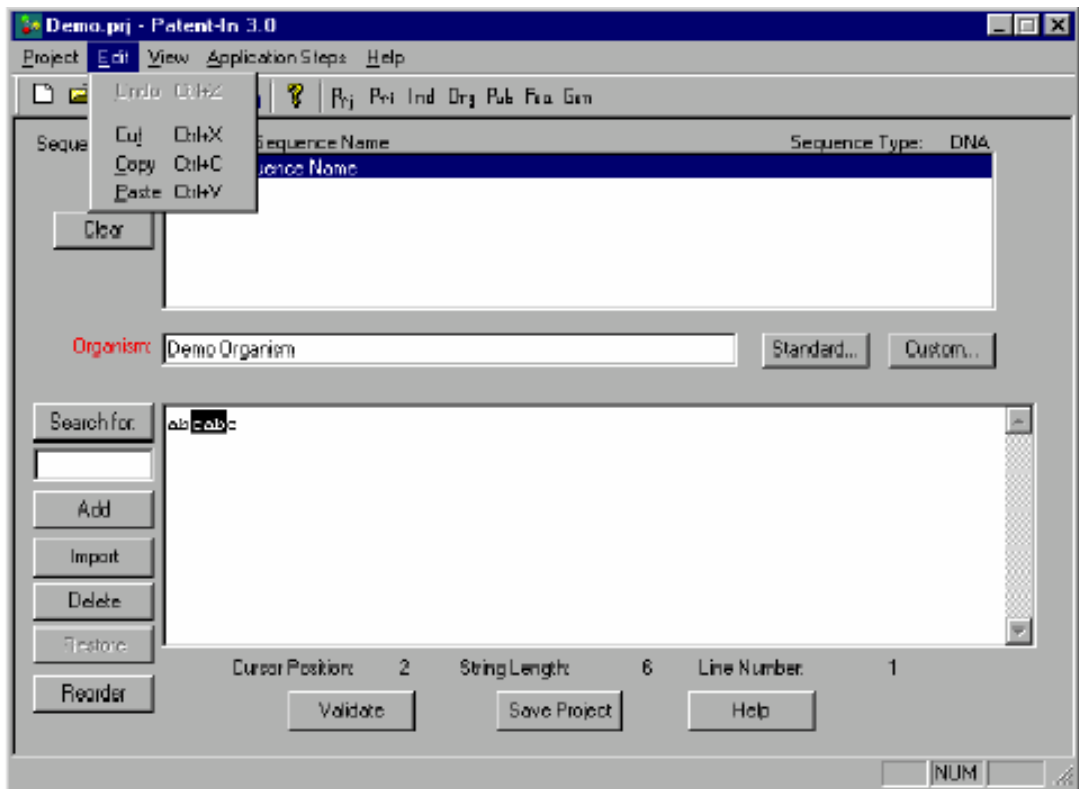 Demo.prj - Patent-In 3.0
Project Edit View Application Steps Help
Undo Ctrl+Z
Cut Ctrl+X
Copy Ctrl+C
Paste Ctrl+V
Prj Pri Ind Org Pub Fea Gen
Seque
Sequence Name
Sequence Type: DNA
uence Name
Clear
Organism: Demo Organism Standard... Custom...
Search for:
abcabc
Add
Import
Delete
Restore
Reorder
Cursor Position: 2 String Length: 6 Line Number: 1
Validate Save Project Help
NUM